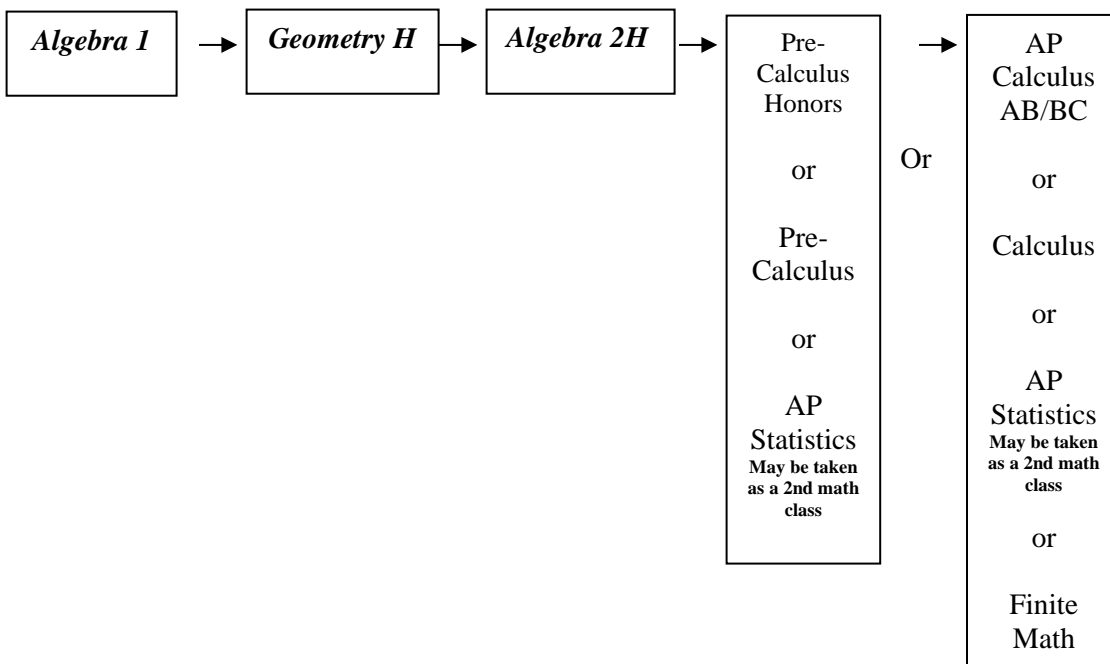 Algebra 1
Geometry H
Algebra 2H
Pre-
Calculus
Honors
or
Pre-
Calculus
or
AP
Statistics
May be taken
as a 2nd math
class
Or
AP
Calculus
AB/BC
or
Calculus
or
AP
Statistics
May be taken
as a 2nd math
class
or
Finite
Math